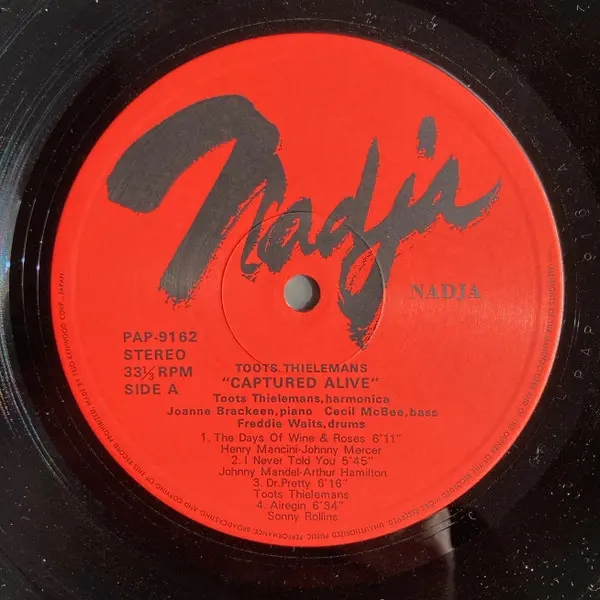 Nadja
NADJA
PAP-9162
STEREO
33⅓ RPM
SIDE A
TOOTS THIELEMANS
"CAPTURED ALIVE"
Toots Thielemans, harmonica
Joanne Brackeen, piano Cecil McBee, bass
Freddie Waits, drums
1. The Days Of Wine & Roses 6'11"
Henry Mancini-Johnny Mercer
2. I Never Told You 5'45"
Johnny Mandel-Arthur Hamilton
3. Dr. Pretty 6'16"
Toots Thielemans
4. Airegin 6'34"
Sonny Rollins